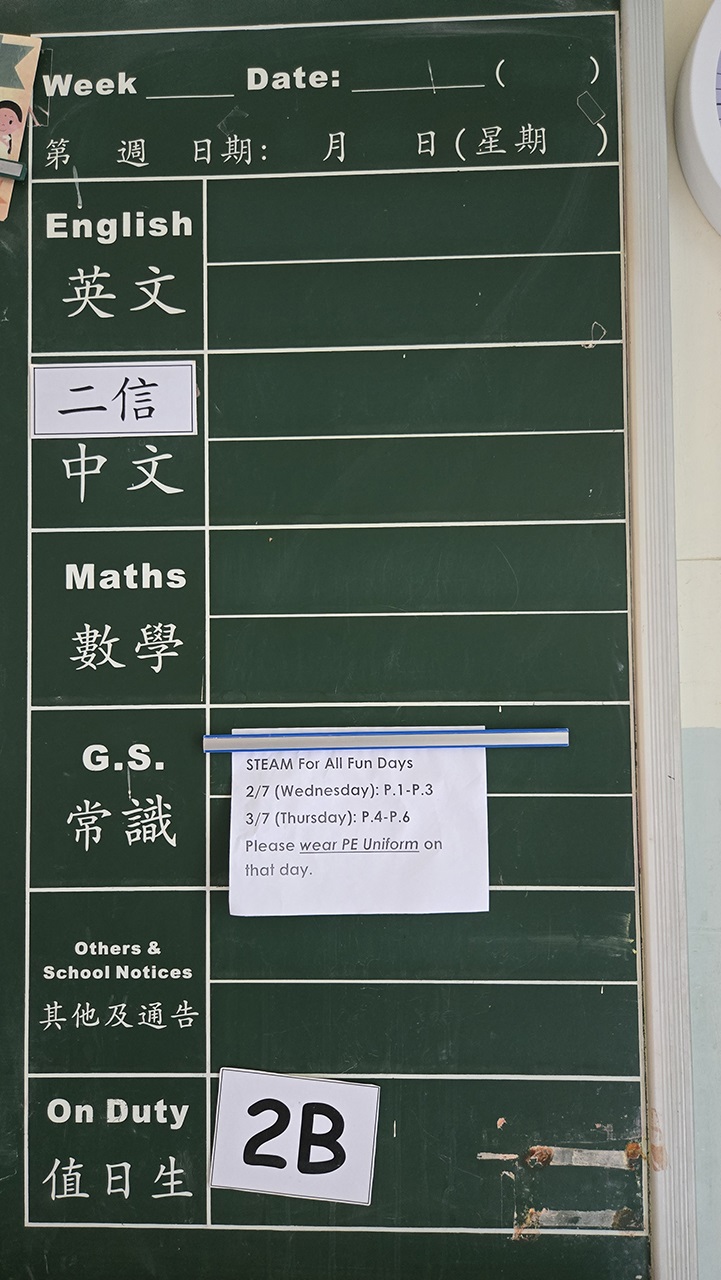 Week _____ Date: ________ ( )
第 週 日期: 月 日(星期 )
English
英文
二信
中文
Maths
數學
G.S.
常識
STEAM For All Fun Days
2/7 (Wednesday): P.1-P.3
3/7 (Thursday): P.4-P.6
Please wear PE Uniform on
that day.
Others &
School Notices
其他及通告
On Duty
值日生
2B